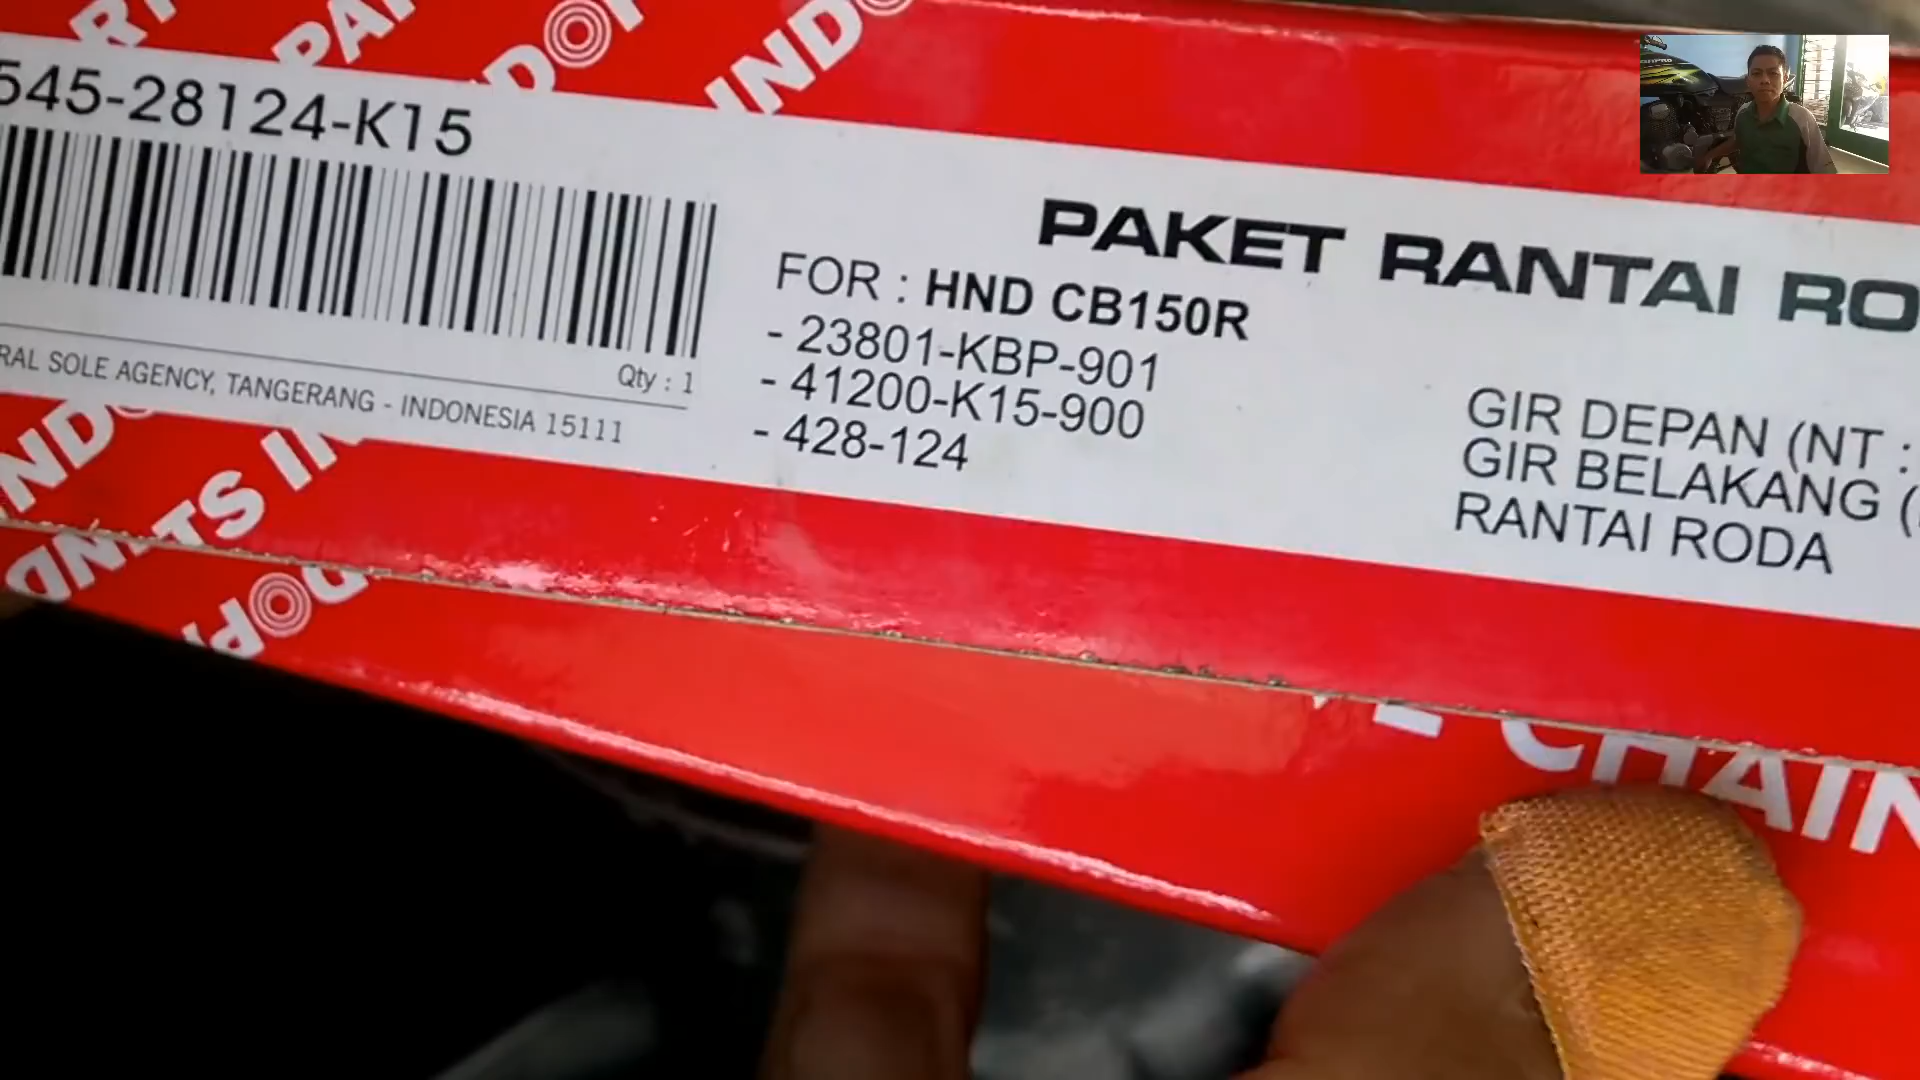 545-28124-K15
PAKET RANTAI RO
FOR : HND CB150R
- 23801-KBP-901
- 41200-K15-900
- 428-124
GIR DEPAN (NT :
GIR BELAKANG (
RANTAI RODA
Qty : 1
RAL SOLE AGENCY, TANGERANG - INDONESIA 15111
CHAIN